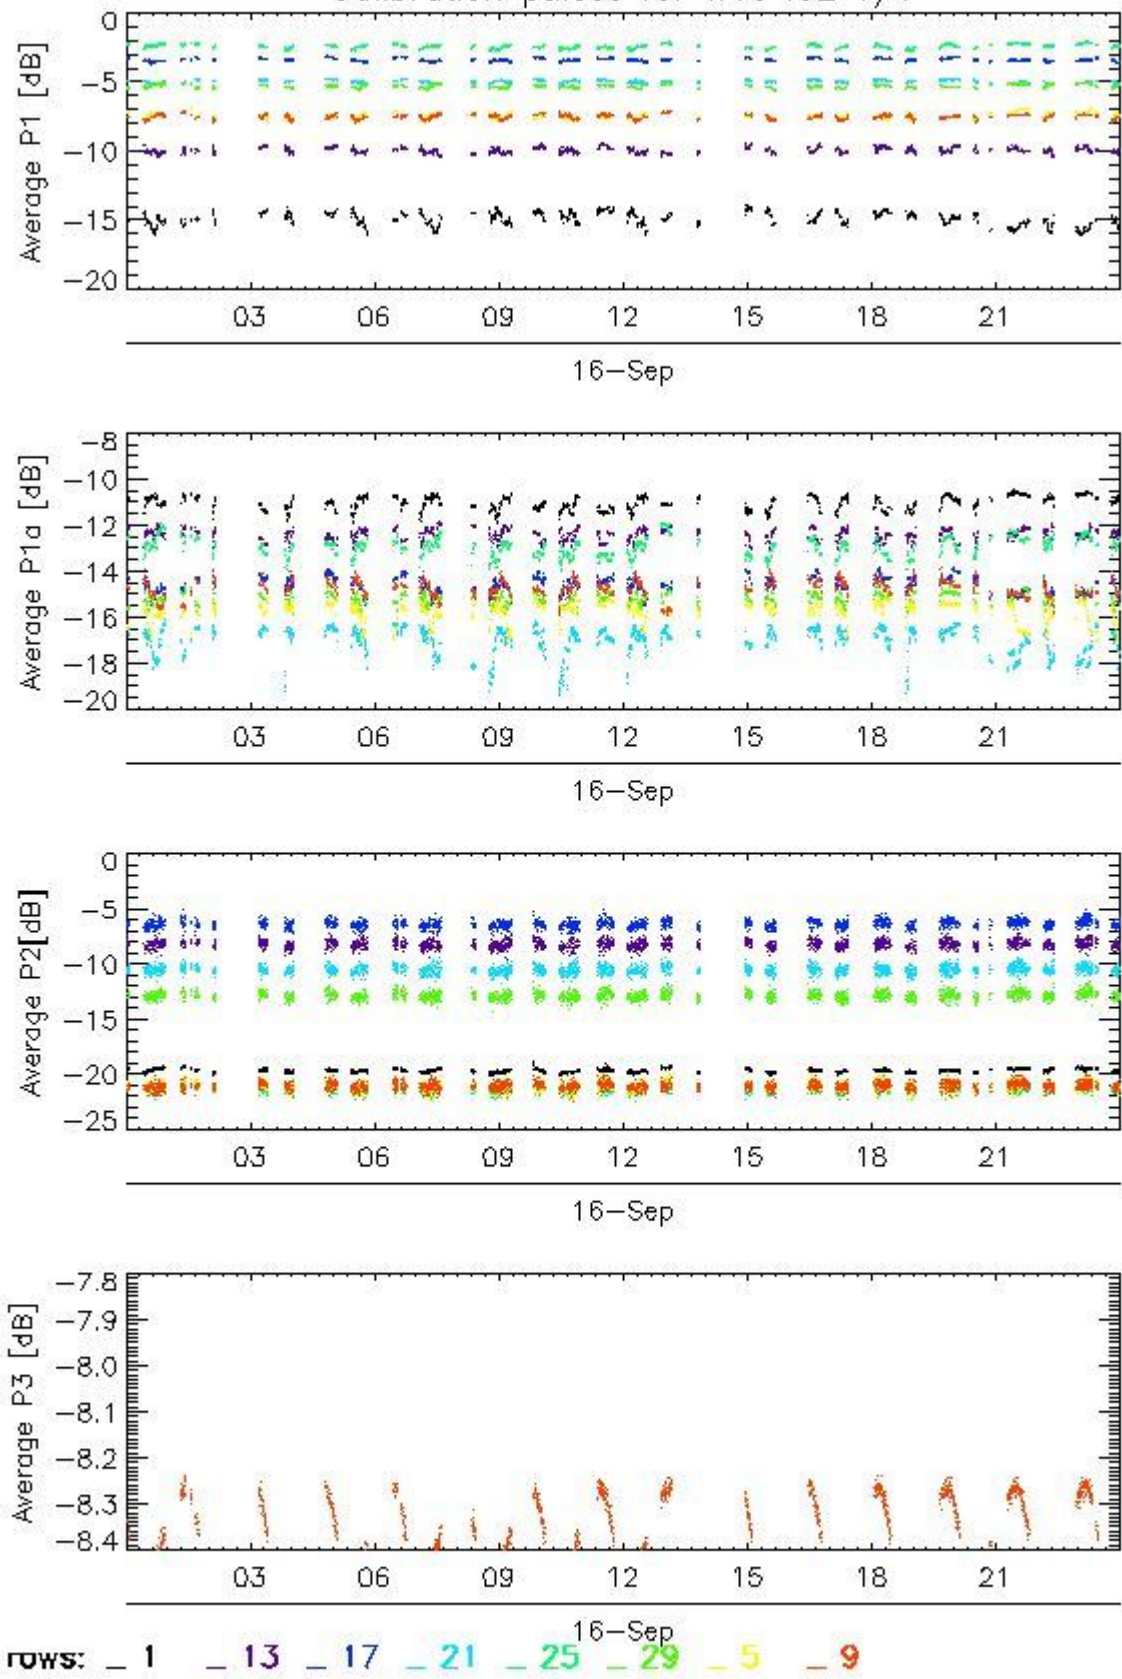 0
−5
−10
−15
−20
Average P1 [dB]
03 06 09 12 15 18 21
16−Sep
−8
−10
−12
−14
−16
−18
−20
Average P1a [dB]
03 06 09 12 15 18 21
16−Sep
0
−5
−10
−15
−20
−25
Average P2[dB]
03 06 09 12 15 18 21
16−Sep
−7.8
−7.9
−8.0
−8.1
−8.2
−8.3
−8.4
Average P3 [dB]
03 06 09 12 15 18 21
16−Sep
rows: _ 1 _ 13 _ 17 _ 21 _ 25 _ 29 _ 5 _ 9